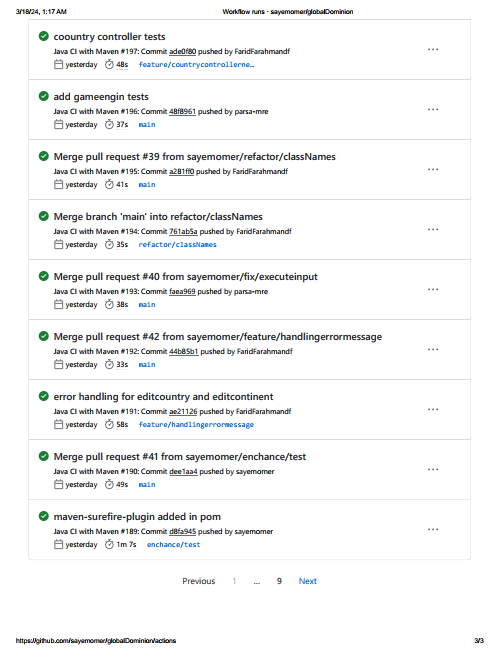 3/18/24, 1:17 AM
Workflow runs · sayemomer/globalDominion
coountry controller tests
Java CI with Maven #197: Commit ade0f80 pushed by FaridFarahmandf
yesterday 48s feature/countrycontrollerne…
add gameengin tests
Java CI with Maven #196: Commit 48f8961 pushed by parsa-mre
yesterday 37s main
Merge pull request #39 from sayemomer/refactor/classNames
Java CI with Maven #195: Commit a281ff0 pushed by FaridFarahmandf
yesterday 41s main
Merge branch 'main' into refactor/classNames
Java CI with Maven #194: Commit 761ab5a pushed by FaridFarahmandf
yesterday 35s refactor/classNames
Merge pull request #40 from sayemomer/fix/executeinput
Java CI with Maven #193: Commit faea969 pushed by parsa-mre
yesterday 38s main
Merge pull request #42 from sayemomer/feature/handlingerrormessage
Java CI with Maven #192: Commit 44b85b1 pushed by FaridFarahmandf
yesterday 33s main
error handling for editcountry and editcontinent
Java CI with Maven #191: Commit ae21126 pushed by FaridFarahmandf
yesterday 58s feature/handlingerrormessage
Merge pull request #41 from sayemomer/enchance/test
Java CI with Maven #190: Commit dee1aa4 pushed by sayemomer
yesterday 49s main
maven-surefire-plugin added in pom
Java CI with Maven #189: Commit d8fa945 pushed by sayemomer
yesterday 1m 7s enchance/test
Previous 1 … 9 Next
https://github.com/sayemomer/globalDominion/actions
3/3